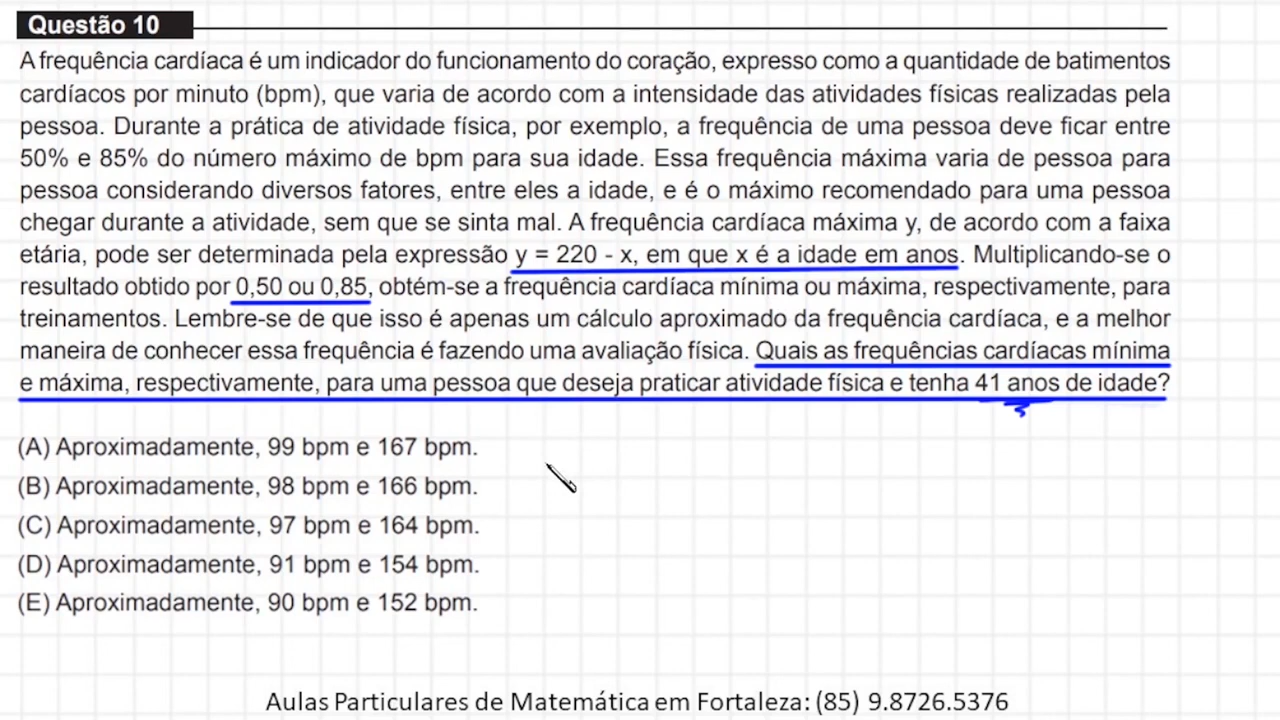 Questão 10
A frequência cardíaca é um indicador do funcionamento do coração, expresso como a quantidade de batimentos
cardíacos por minuto (bpm), que varia de acordo com a intensidade das atividades físicas realizadas pela
pessoa. Durante a prática de atividade física, por exemplo, a frequência de uma pessoa deve ficar entre
50% e 85% do número máximo de bpm para sua idade. Essa frequência máxima varia de pessoa para
pessoa considerando diversos fatores, entre eles a idade, e é o máximo recomendado para uma pessoa
chegar durante a atividade, sem que se sinta mal. A frequência cardíaca máxima y, de acordo com a faixa
etária, pode ser determinada pela expressão y = 220 - x, em que x é a idade em anos. Multiplicando-se o
resultado obtido por 0,50 ou 0,85, obtém-se a frequência cardíaca mínima ou máxima, respectivamente, para
treinamentos. Lembre-se de que isso é apenas um cálculo aproximado da frequência cardíaca, e a melhor
maneira de conhecer essa frequência é fazendo uma avaliação física. Quais as frequências cardíacas mínima
e máxima, respectivamente, para uma pessoa que deseja praticar atividade física e tenha 41 anos de idade?
(A) Aproximadamente, 99 bpm e 167 bpm.
(B) Aproximadamente, 98 bpm e 166 bpm.
(C) Aproximadamente, 97 bpm e 164 bpm.
(D) Aproximadamente, 91 bpm e 154 bpm.
(E) Aproximadamente, 90 bpm e 152 bpm.
Aulas Particulares de Matemática em Fortaleza: (85) 9.8726.5376